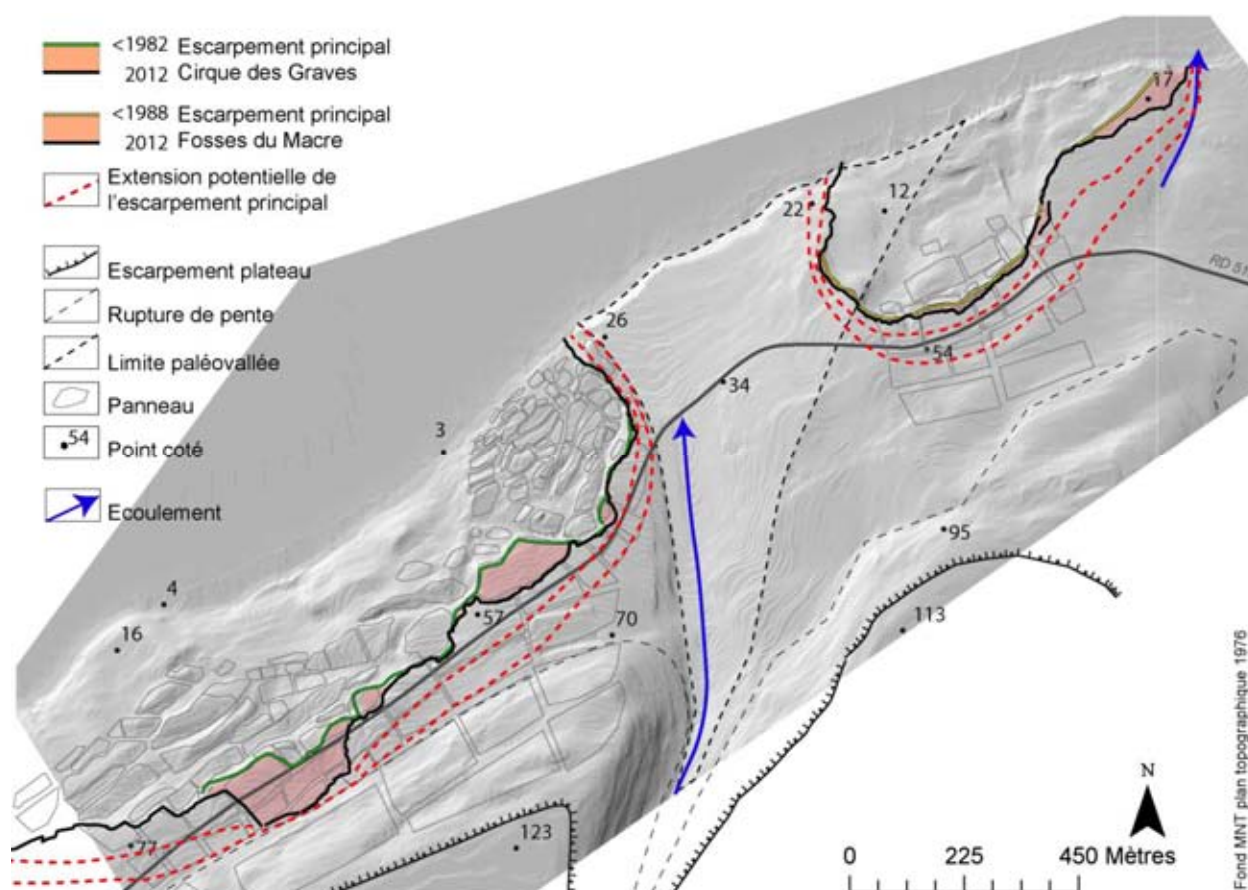 <1982 Escarpement principal
2012 Cirque des Graves
<1988 Escarpement principal
2012 Fosses du Macre
Extension potentielle de
l'escarpement principal
Escarpement plateau
Rupture de pente
Limite paléovallée
Panneau
54 Point coté
Ecoulement
17
12
22
RD 51
26
54
34
3
95
4
57
70
113
16
77
123
N
0 225 450 Mètres
Fond MNT plan topographique 1976